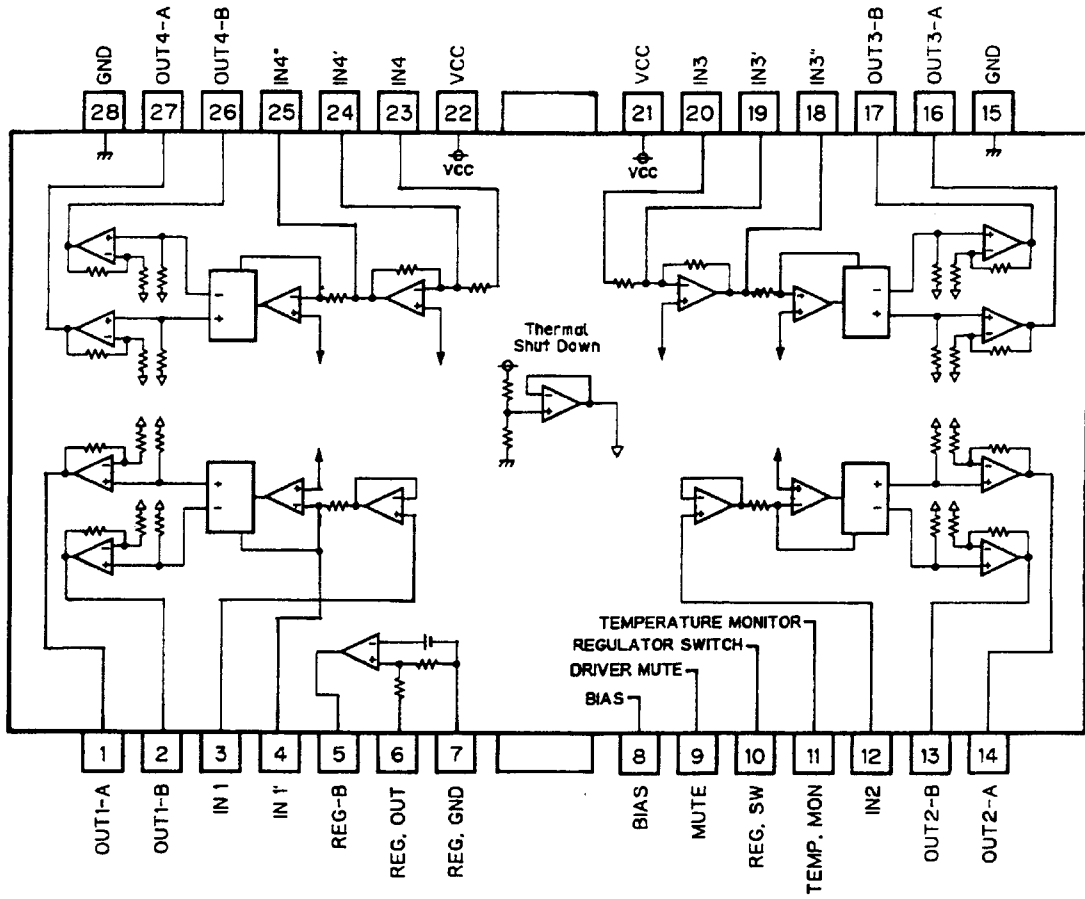 GND
OUT4-A
OUT4-B
IN4"
IN4'
IN4
VCC
VCC
IN3
IN3'
IN3"
OUT3-B
OUT3-A
GND
28
27
26
25
24
23
22
21
20
19
18
17
16
15
VCC
VCC
- +
+ -
+ -
+ -
- +
- +
- +
- +
- +
- +
Thermal
Shut Down
- +
- +
- +
+ -
+ -
- +
- +
+ -
+ -
- +
- +
- +
- +
TEMPERATURE MONITOR
REGULATOR SWITCH
DRIVER MUTE
BIAS
1
2
3
4
5
6
7
8
9
10
11
12
13
14
OUT1-A
OUT1-B
IN 1
IN 1'
REG-B
REG. OUT
REG. GND
BIAS
MUTE
REG. SW
TEMP. MON
IN2
OUT2-B
OUT2-A